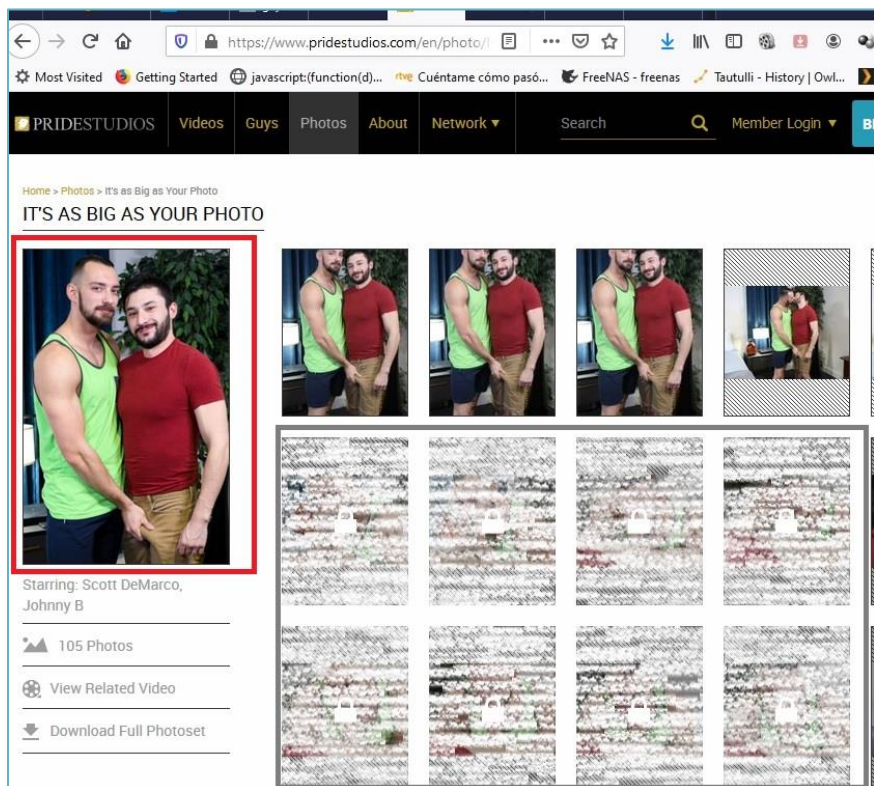 https://www.pridestudios.com/en/photo/
Most Visited Getting Started javascript:(function(d)... rtve Cuéntame cómo pasó... FreeNAS - freenas Tautulli - History | Owl...
PRIDESTUDIOS Videos Guys Photos About Network ▾ Search Member Login ▾
Home > Photos > It's as Big as Your Photo
IT'S AS BIG AS YOUR PHOTO
Starring: Scott DeMarco,
Johnny B
105 Photos
View Related Video
Download Full Photoset